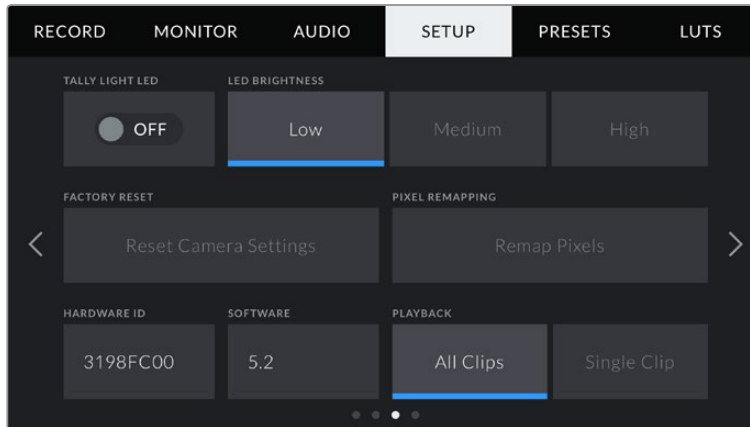 RECORD MONITOR AUDIO SETUP PRESETS LUTS
TALLY LIGHT LED LED BRIGHTNESS
OFF Low Medium High
FACTORY RESET PIXEL REMAPPING
Reset Camera Settings Remap Pixels
HARDWARE ID SOFTWARE PLAYBACK
3198FC00 5.2 All Clips Single Clip